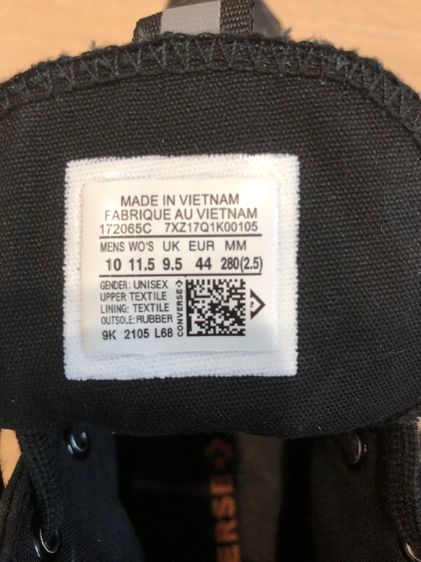 MADE IN VIETNAM
FABRIQUE AU VIETNAM
172065C 7XZ17Q1K00105
MENS WO'S UK EUR MM
10 11.5 9.5 44 280(2.5)
GENDER: UNISEX
UPPER: TEXTILE
LINING: TEXTILE
OUTSOLE: RUBBER
9K 2105 L68
CONVERSE
VERSE